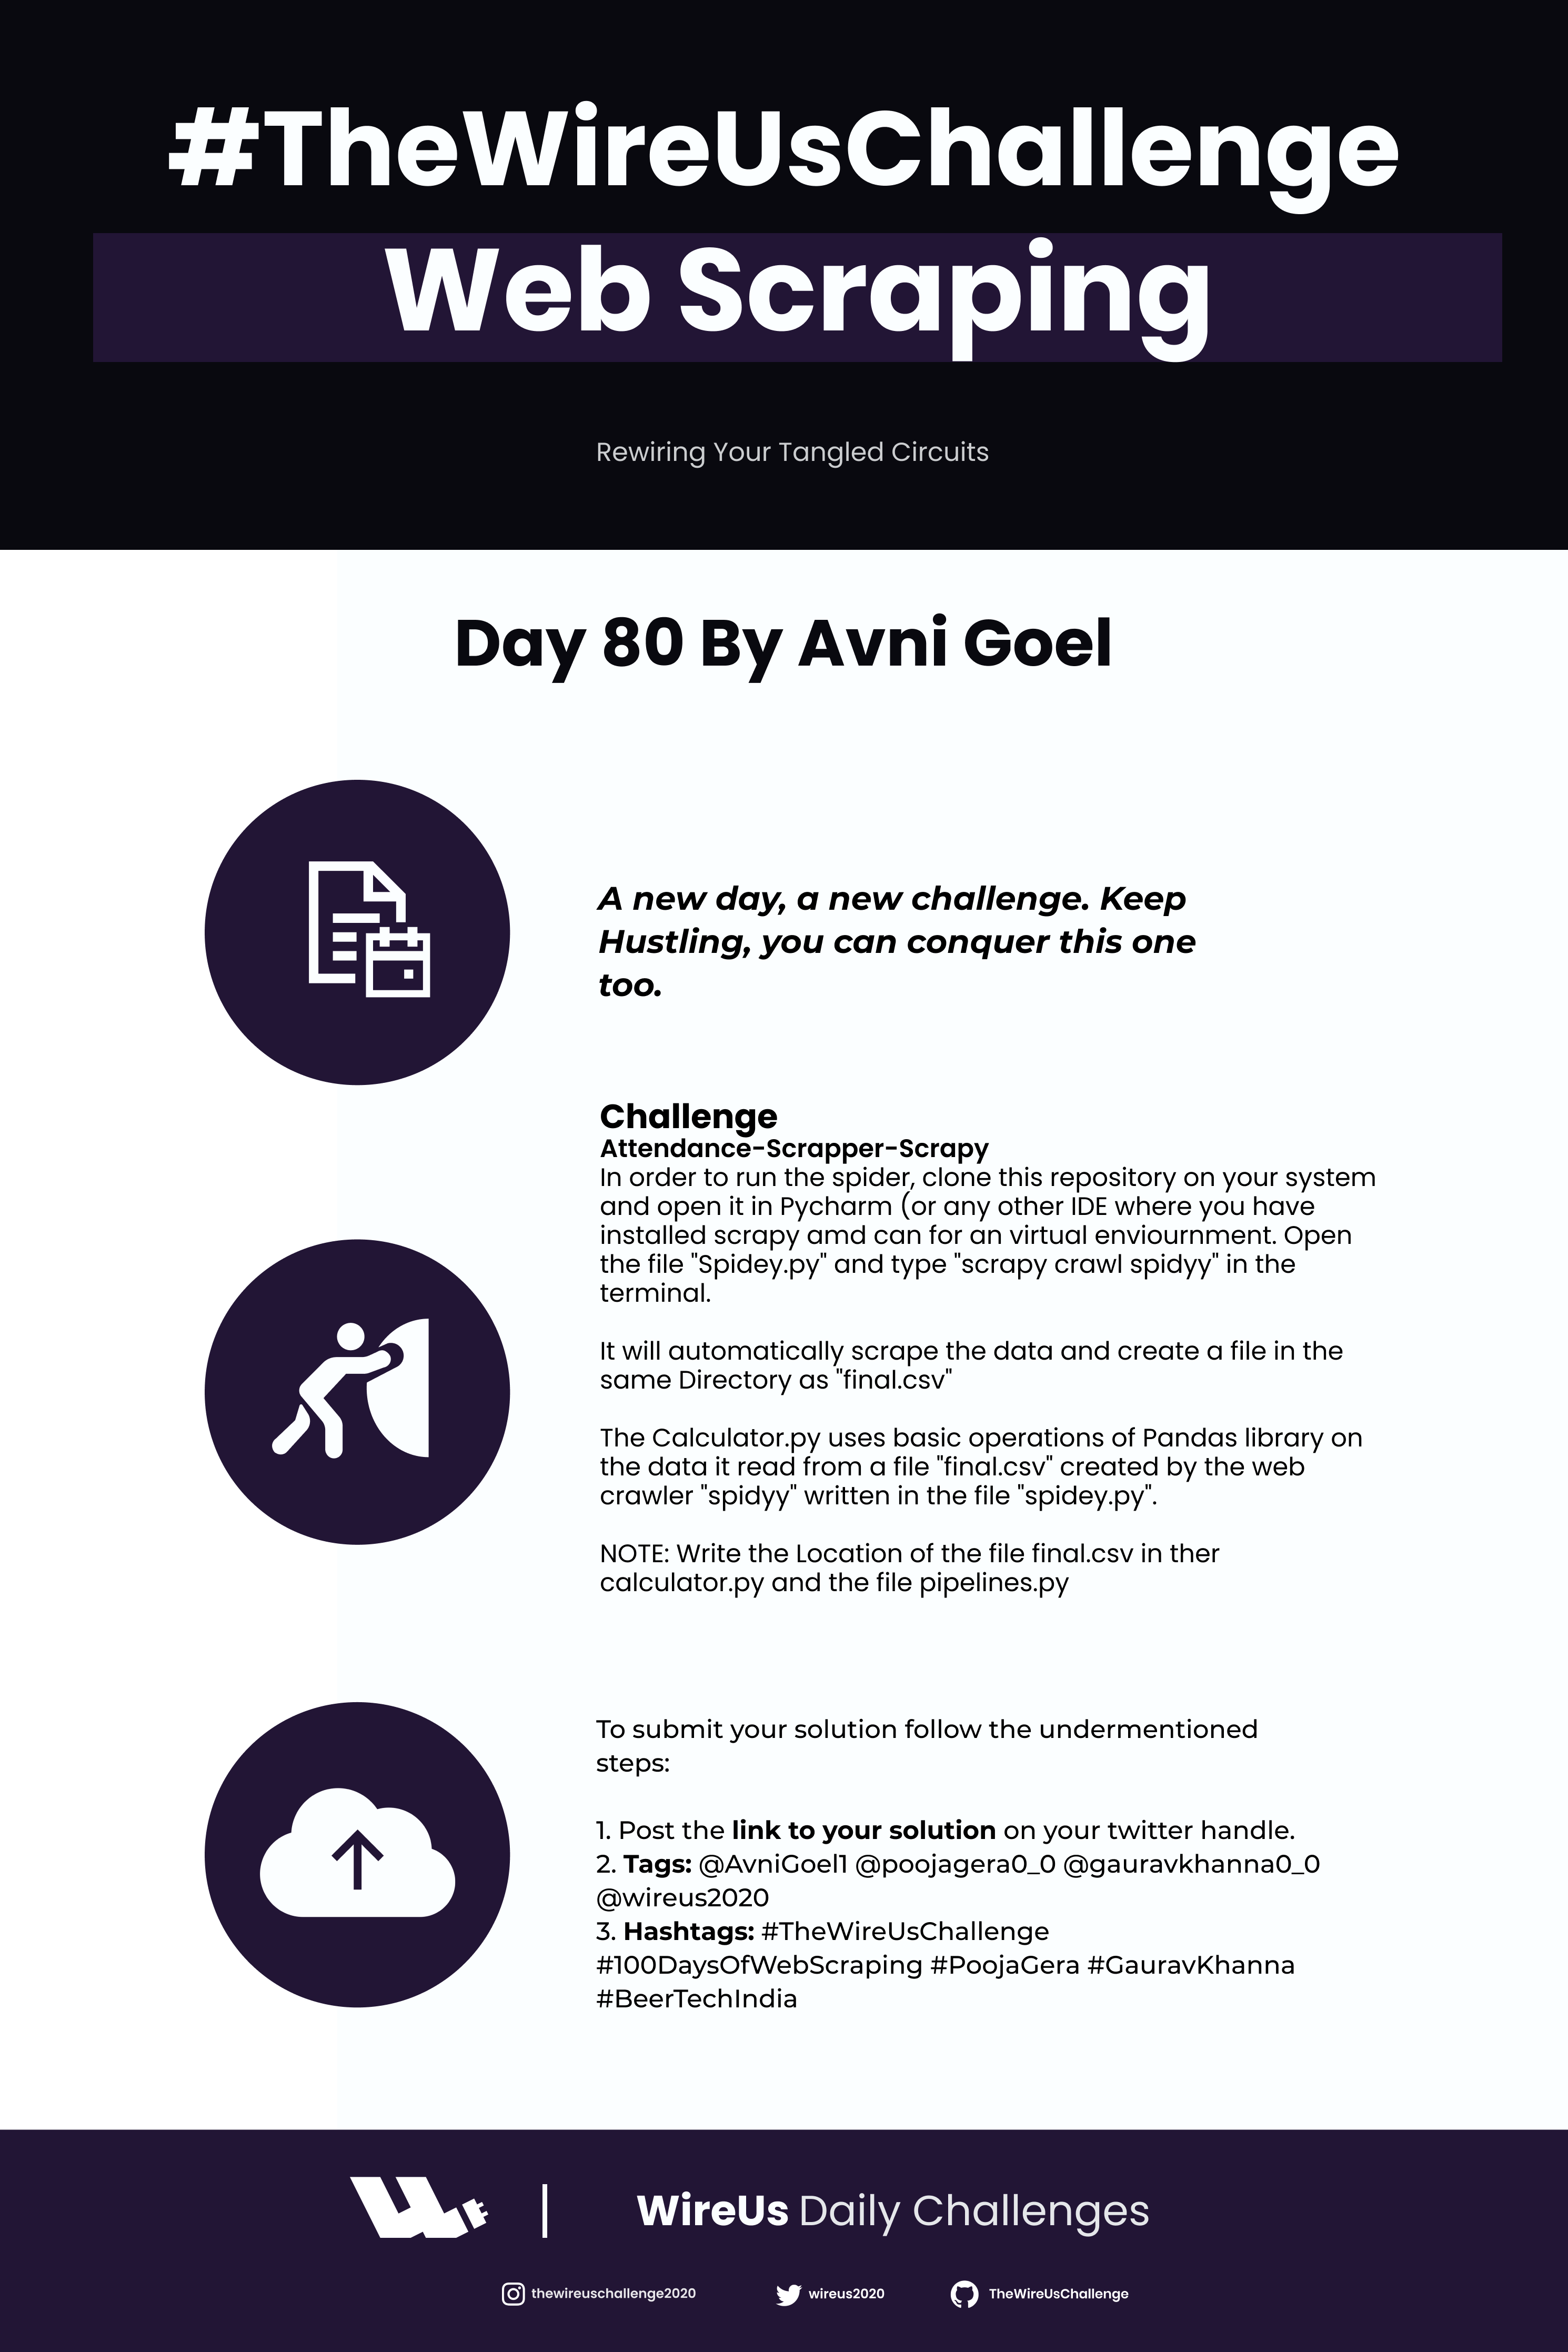 #TheWireUsChallenge
Web Scraping
Rewiring Your Tangled Circuits
Day 80 By Avni Goel
A new day, a new challenge. Keep
Hustling, you can conquer this one
too.
Challenge
Attendance-Scrapper-Scrapy
In order to run the spider, clone this repository on your system
and open it in Pycharm (or any other IDE where you have
installed scrapy amd can for an virtual enviournment. Open
the file "Spidey.py" and type "scrapy crawl spidyy" in the
terminal.
It will automatically scrape the data and create a file in the
same Directory as "final.csv"
The Calculator.py uses basic operations of Pandas library on
the data it read from a file "final.csv" created by the web
crawler "spidyy" written in the file "spidey.py".
NOTE: Write the Location of the file final.csv in ther
calculator.py and the file pipelines.py
To submit your solution follow the undermentioned
steps:
1. Post the link to your solution on your twitter handle.
2. Tags: @AvniGoel1 @poojagera0_0 @gauravkhanna0_0
@wireus2020
3. Hashtags: #TheWireUsChallenge
#100DaysOfWebScraping #PoojaGera #GauravKhanna
#BeerTechIndia
WireUs Daily Challenges
thewireuschallenge2020 wireus2020 TheWireUsChallenge